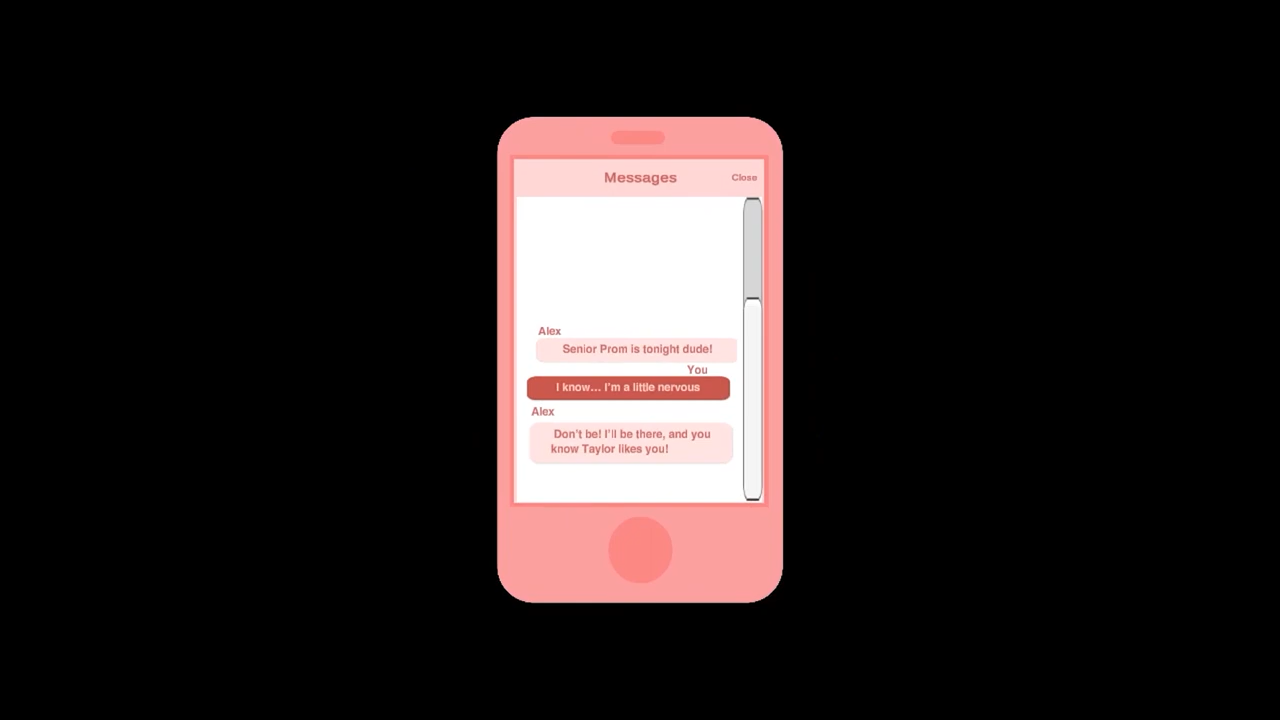 Messages
Close
Alex
Senior Prom is tonight dude!
You
I know... I'm a little nervous
Alex
Don't be! I'll be there, and you
know Taylor likes you!